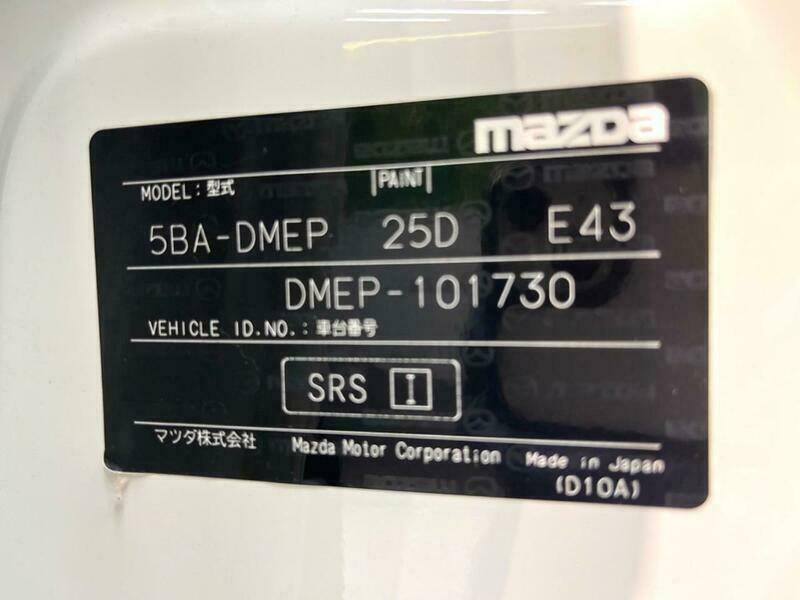 mazda
MODEL:型式 PAINT
5BA-DMEP 25D E43
DMEP-101730
VEHICLE ID.NO.:車台番号
SRS I
マツダ株式会社 Mazda Motor Corporation Made in Japan
(D10A)